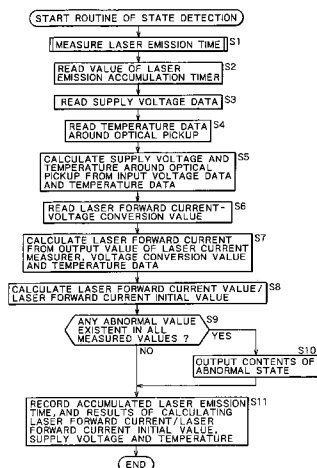 START ROUTINE OF STATE DETECTION
MEASURE LASER EMISSION TIME
S1
READ VALUE OF LASER
EMISSION ACCUMULATION TIMER
S2
READ SUPPLY VOLTAGE DATA
S3
READ TEMPERATURE DATA
AROUND OPTICAL PICKUP
S4
CALCULATE SUPPLY VOLTAGE AND
TEMPERATURE AROUND OPTICAL
PICKUP FROM INPUT VOLTAGE DATA
AND TEMPERATURE DATA
S5
READ LASER FORWARD CURRENT-
VOLTAGE CONVERSION VALUE
S6
CALCULATE LASER FORWARD CURRENT
FROM OUTPUT VALUE OF LASER CURRENT
MEASURER, VOLTAGE CONVERSION VALUE
AND TEMPERATURE DATA
S7
CALCULATE LASER FORWARD CURRENT VALUE/
LASER FORWARD CURRENT INITIAL VALUE
S8
ANY ABNORMAL VALUE
EXISTENT IN ALL
MEASURED VALUES ?
S9
YES
NO
S10
OUTPUT CONTENTS OF
ABNORMAL STATE
S11
RECORD ACCUMULATED LASER EMISSION
TIME, AND RESULTS OF CALCULATING
LASER FORWARD CURRENT/LASER
FORWARD CURRENT INITIAL VALUE,
SUPPLY VOLTAGE AND TEMPERATURE
END